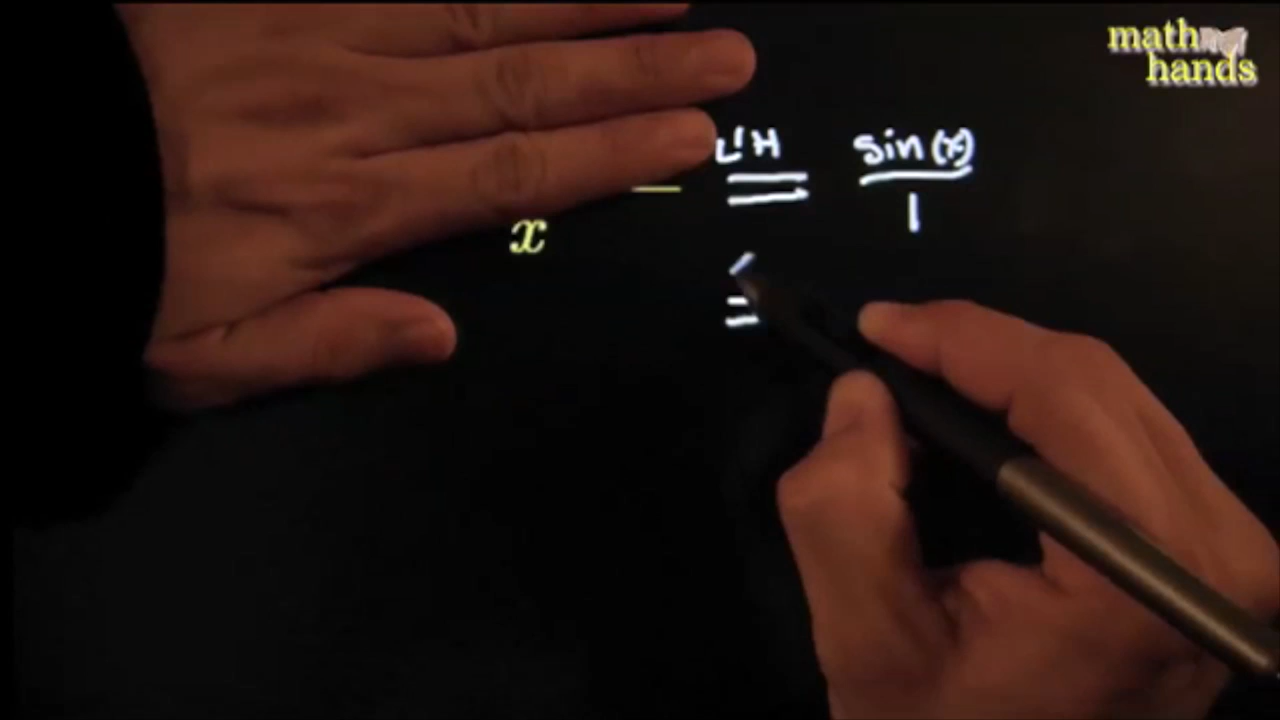 math
hands
L'H sin(x)
= ―
x 1
=